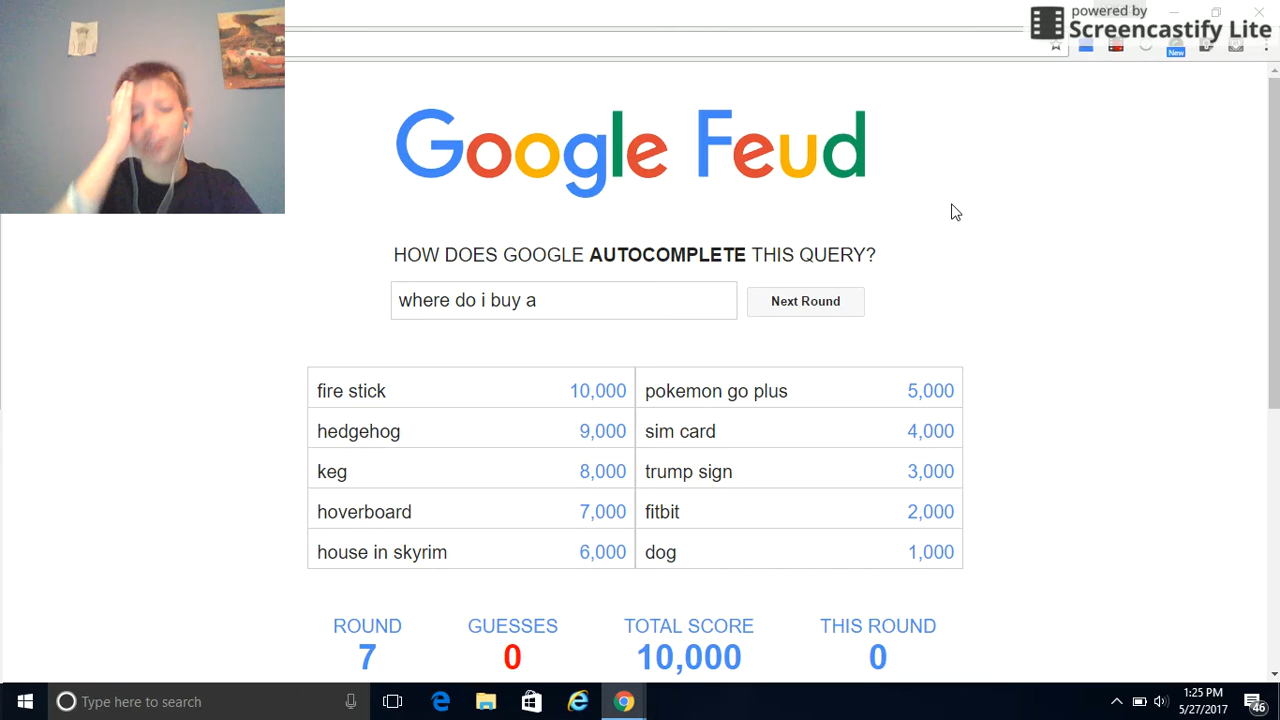 powered by
Screencastify Lite
New
Google Feud
HOW DOES GOOGLE AUTOCOMPLETE THIS QUERY?
where do i buy a
Next Round
fire stick 10,000 pokemon go plus 5,000
hedgehog 9,000 sim card 4,000
keg 8,000 trump sign 3,000
hoverboard 7,000 fitbit 2,000
house in skyrim 6,000 dog 1,000
ROUND GUESSES TOTAL SCORE THIS ROUND
7 0 10,000 0
Type here to search
1:25 PM
5/27/2017
46